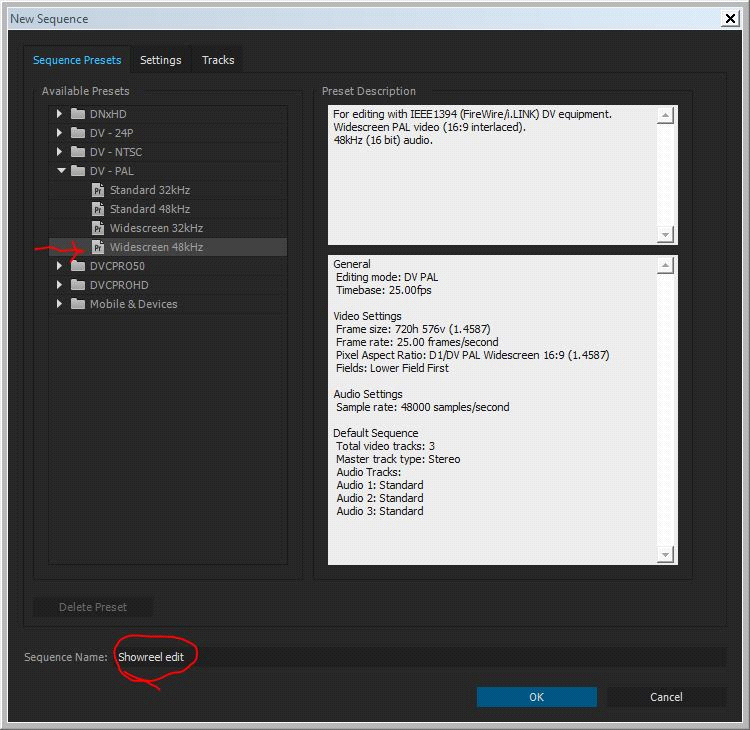 New Sequence
Sequence Presets
Settings
Tracks
Available Presets
DNxHD
DV - 24P
DV - NTSC
DV - PAL
Pr Standard 32kHz
Pr Standard 48kHz
Pr Widescreen 32kHz
Pr Widescreen 48kHz
DVCPRO50
DVCPROHD
Mobile & Devices
Preset Description
For editing with IEEE1394 (FireWire/i.LINK) DV equipment.
Widescreen PAL video (16:9 interlaced).
48kHz (16 bit) audio.
General
Editing mode: DV PAL
Timebase: 25.00fps
Video Settings
Frame size: 720h 576v (1.4587)
Frame rate: 25.00 frames/second
Pixel Aspect Ratio: D1/DV PAL Widescreen 16:9 (1.4587)
Fields: Lower Field First
Audio Settings
Sample rate: 48000 samples/second
Default Sequence
Total video tracks: 3
Master track type: Stereo
Audio Tracks:
Audio 1: Standard
Audio 2: Standard
Audio 3: Standard
Delete Preset
Sequence Name: Showreel edit
OK
Cancel